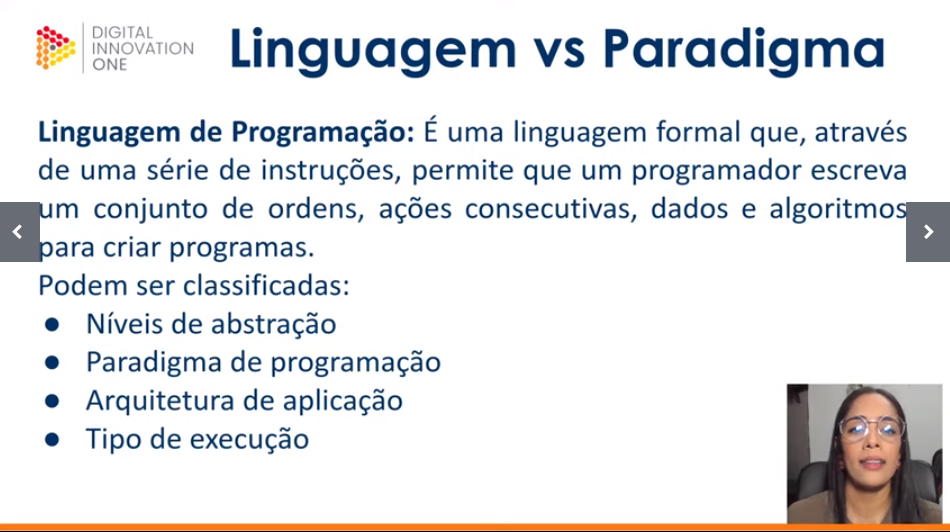 DIGITAL
INNOVATION
ONE
Linguagem vs Paradigma
Linguagem de Programação: É uma linguagem formal que, através
de uma série de instruções, permite que um programador escreva
um conjunto de ordens, ações consecutivas, dados e algoritmos
para criar programas.
Podem ser classificadas:
● Níveis de abstração
● Paradigma de programação
● Arquitetura de aplicação
● Tipo de execução